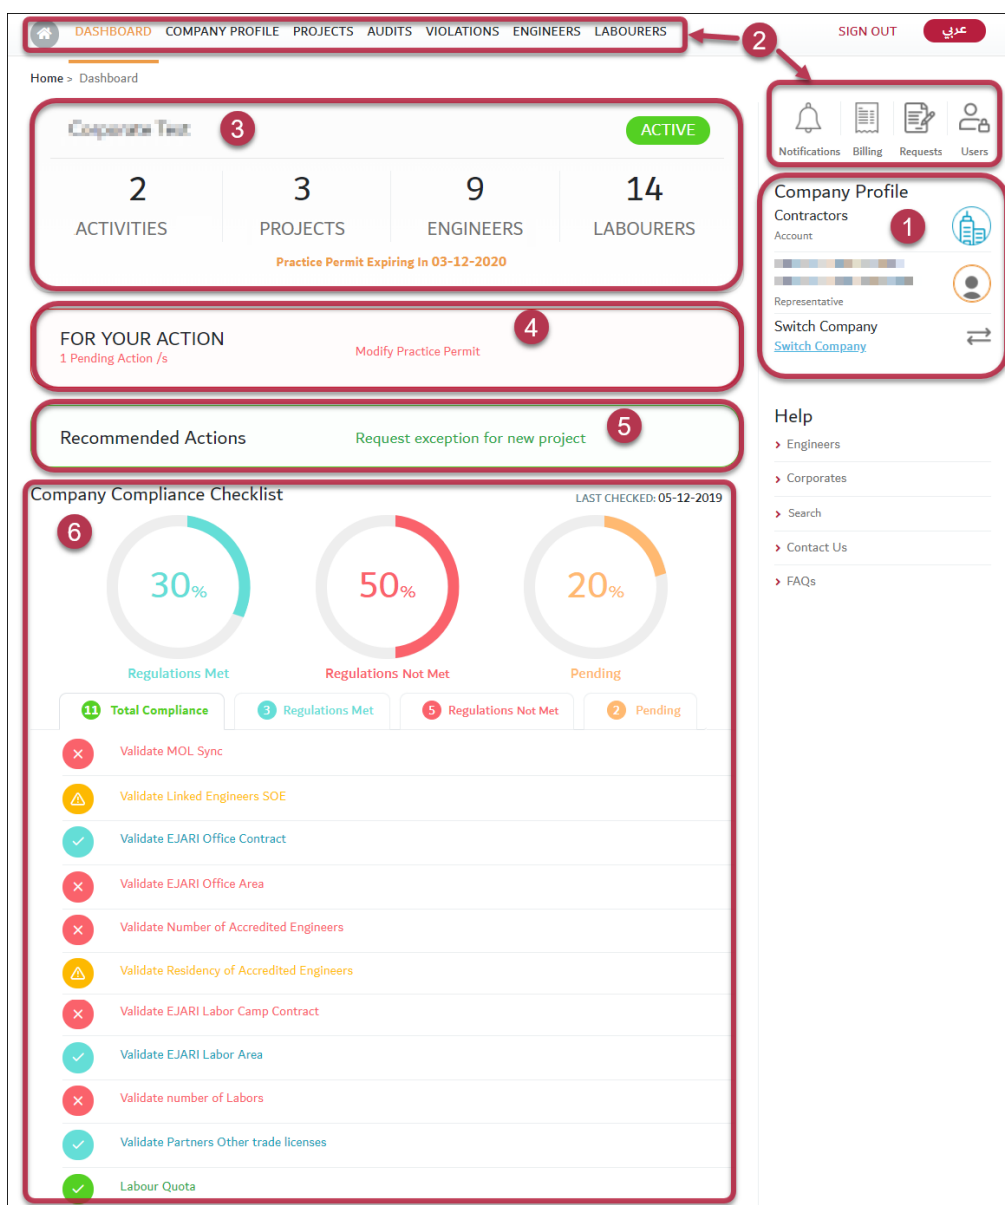 DASHBOARD COMPANY PROFILE PROJECTS AUDITS VIOLATIONS ENGINEERS LABOURERS
2
SIGN OUT
عربي
Home > Dashboard
Corporate Test
3
ACTIVE
2
ACTIVITIES
3
PROJECTS
9
ENGINEERS
14
LABOURERS
Practice Permit Expiring In 03-12-2020
Notifications
Billing
Requests
Users
Company Profile
1
Contractors
Account
Representative
Switch Company
Switch Company
FOR YOUR ACTION
1 Pending Action /s
Modify Practice Permit
4
Recommended Actions
Request exception for new project
5
Help
Engineers
Corporates
Search
Contact Us
FAQs
Company Compliance Checklist
LAST CHECKED: 05-12-2019
6
30%
Regulations Met
50%
Regulations Not Met
20%
Pending
11 Total Compliance
3 Regulations Met
5 Regulations Not Met
2 Pending
Validate MOL Sync
Validate Linked Engineers SOE
Validate EJARI Office Contract
Validate EJARI Office Area
Validate Number of Accredited Engineers
Validate Residency of Accredited Engineers
Validate EJARI Labor Camp Contract
Validate EJARI Labor Area
Validate number of Labors
Validate Partners Other trade licenses
Labour Quota